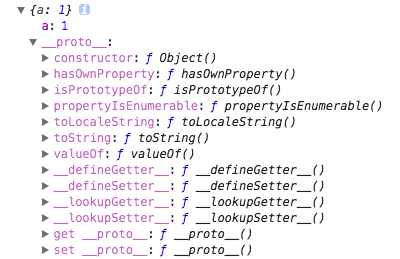 ▼ {a: 1} i
a: 1
▼ __proto__:
▶ constructor: ƒ Object()
▶ hasOwnProperty: ƒ hasOwnProperty()
▶ isPrototypeOf: ƒ isPrototypeOf()
▶ propertyIsEnumerable: ƒ propertyIsEnumerable()
▶ toLocaleString: ƒ toLocaleString()
▶ toString: ƒ toString()
▶ valueOf: ƒ valueOf()
▶ __defineGetter__: ƒ __defineGetter__()
▶ __defineSetter__: ƒ __defineSetter__()
▶ __lookupGetter__: ƒ __lookupGetter__()
▶ __lookupSetter__: ƒ __lookupSetter__()
▶ get __proto__: ƒ __proto__()
▶ set __proto__: ƒ __proto__()